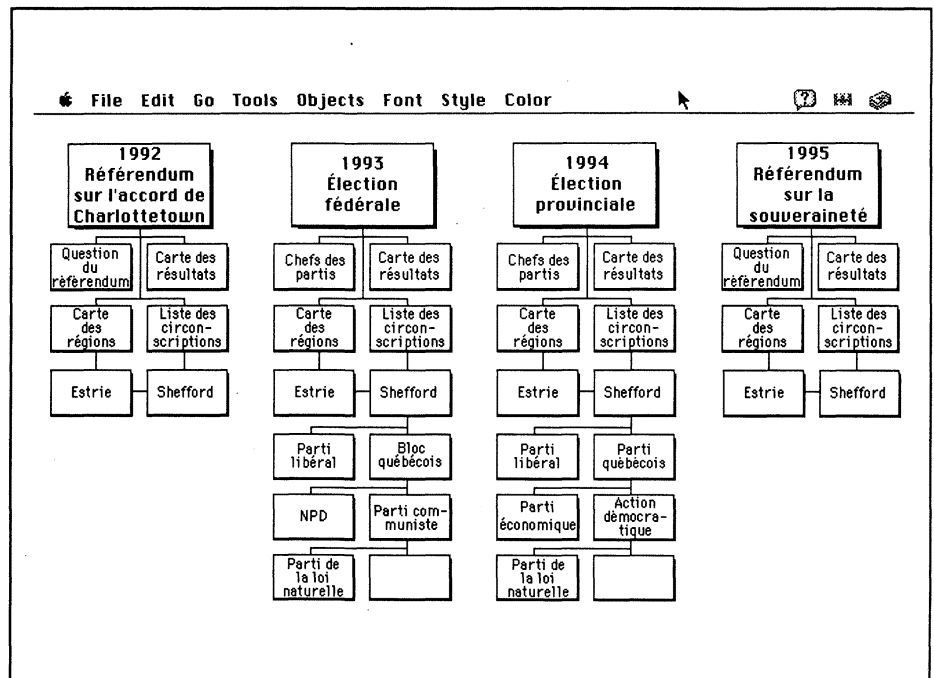 File Edit Go Tools Objects Font Style Color
?
1992
Référendum
sur l'accord de
Charlottetown
1993
Élection
fédérale
1994
Élection
provinciale
1995
Référendum
sur la
souveraineté
Question
du
référendum
Carte des
résultats
Chefs des
partis
Carte des
résultats
Chefs des
partis
Carte des
résultats
Question
du
référendum
Carte des
résultats
Carte
des
régions
Liste des
circon-
scriptions
Carte
des
régions
Liste des
circon-
scriptions
Carte
des
régions
Liste des
circon-
scriptions
Carte
des
régions
Liste des
circon-
scriptions
Estrie
Shefford
Estrie
Shefford
Estrie
Shefford
Estrie
Shefford
Parti
libéral
Bloc
québécois
Parti
libéral
Parti
québécois
NPD
Parti com-
muniste
Parti
économique
Action
démocra-
tique
Parti de
la loi
naturelle
Parti de
la loi
naturelle